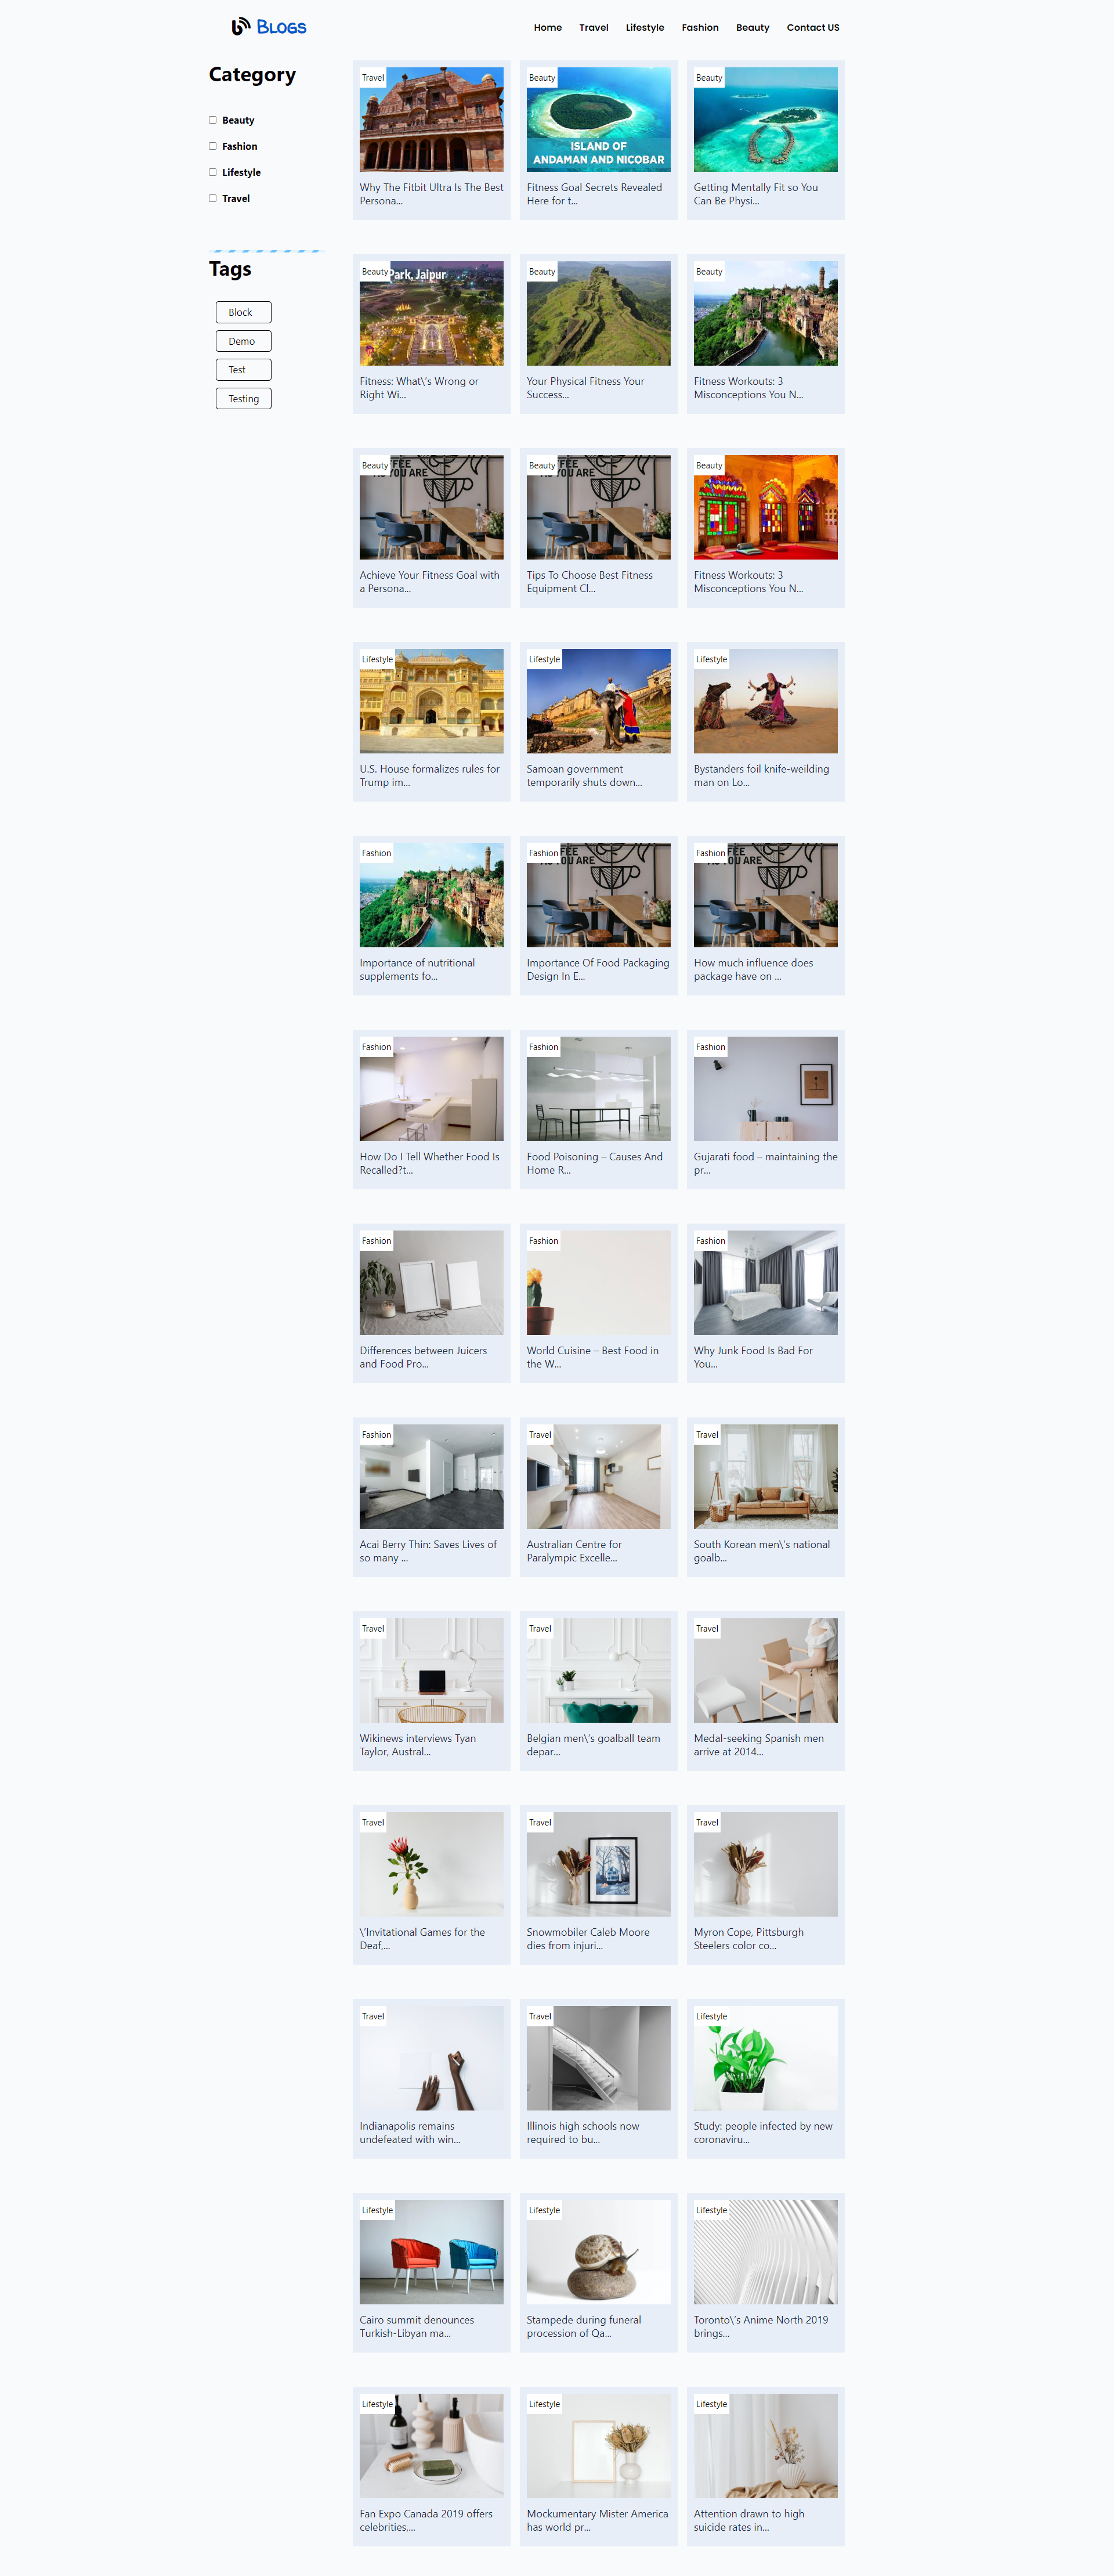 Blogs
Home Travel Lifestyle Fashion Beauty Contact US
Category
Beauty
Fashion
Lifestyle
Travel
Tags
Block
Demo
Test
Testing
Travel
Why The Fitbit Ultra Is The Best
Persona...
Beauty
ISLAND OF
ANDAMAN AND NICOBAR
Fitness Goal Secrets Revealed
Here for t...
Beauty
Getting Mentally Fit so You
Can Be Physi...
Beauty
Park, Jaipur
Fitness: What\'s Wrong or
Right Wi...
Beauty
Your Physical Fitness Your
Success...
Beauty
Fitness Workouts: 3
Misconceptions You N...
Beauty
FEE
YOU ARE
Achieve Your Fitness Goal with
a Persona...
Beauty
FEE
YOU ARE
Tips To Choose Best Fitness
Equipment Cl...
Beauty
Fitness Workouts: 3
Misconceptions You N...
Lifestyle
U.S. House formalizes rules for
Trump im...
Lifestyle
Samoan government
temporarily shuts down...
Lifestyle
Bystanders foil knife-weilding
man on Lo...
Fashion
Importance of nutritional
supplements fo...
Fashion
FEE
YOU ARE
Importance Of Food Packaging
Design In E...
Fashion
FEE
YOU ARE
How much influence does
package have on ...
Fashion
How Do I Tell Whether Food Is
Recalled?t...
Fashion
Food Poisoning – Causes And
Home R...
Fashion
Gujarati food – maintaining the
pr...
Fashion
Differences between Juicers
and Food Pro...
Fashion
World Cuisine – Best Food in
the W...
Fashion
Why Junk Food Is Bad For
You...
Fashion
Acai Berry Thin: Saves Lives of
so many ...
Travel
Australian Centre for
Paralympic Excelle...
Travel
South Korean men\'s national
goalb...
Travel
Wikinews interviews Tyan
Taylor, Austral...
Travel
Belgian men\'s goalball team
depar...
Travel
Medal-seeking Spanish men
arrive at 2014...
Travel
\'Invitational Games for the
Deaf,...
Travel
Snowmobiler Caleb Moore
dies from injuri...
Travel
Myron Cope, Pittsburgh
Steelers color co...
Travel
Indianapolis remains
undefeated with win...
Travel
Illinois high schools now
required to bu...
Lifestyle
Study: people infected by new
coronaviru...
Lifestyle
Cairo summit denounces
Turkish-Libyan ma...
Lifestyle
Stampede during funeral
procession of Qa...
Lifestyle
Toronto\'s Anime North 2019
brings...
Lifestyle
Fan Expo Canada 2019 offers
celebrities,...
Lifestyle
Mockumentary Mister America
has world pr...
Lifestyle
Attention drawn to high
suicide rates in...